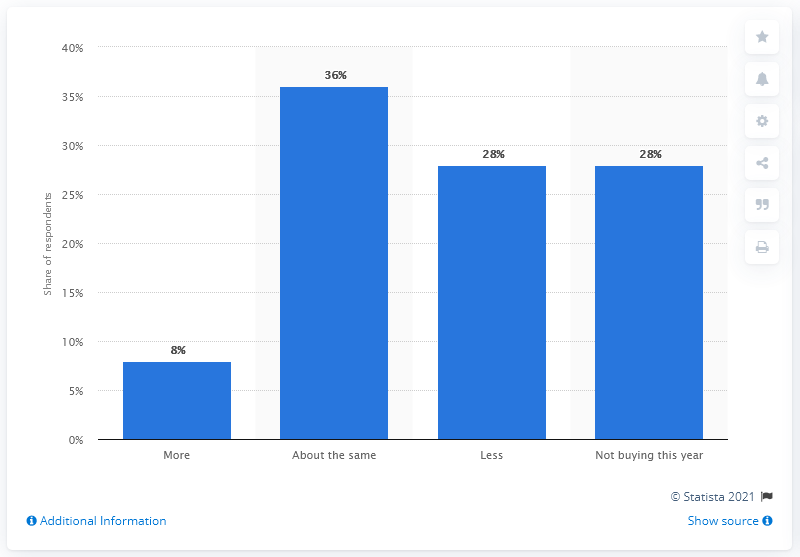 40%
35%
30%
25%
20%
15%
10%
5%
0%
Share of respondents
8%
36%
28%
28%
More
About the same
Less
Not buying this year
© Statista 2021
Additional Information
Show source